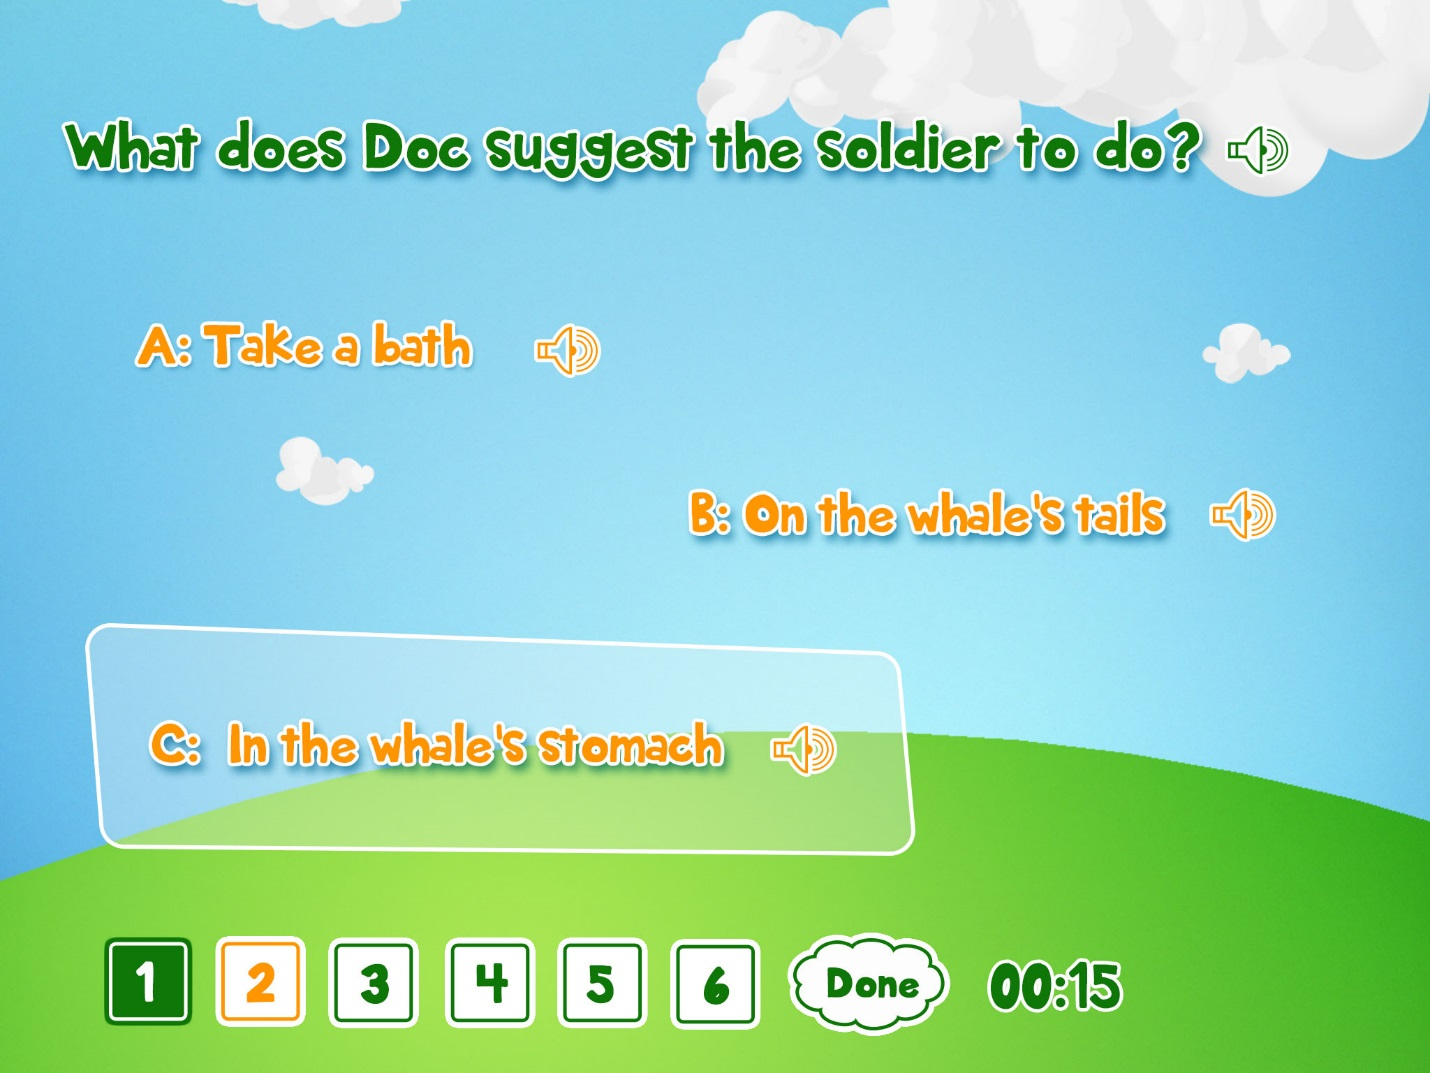 What does Doc suggest the soldier to do?
A: Take a bath
B: On the whale's tails
C: In the whale's stomach
1 2 3 4 5 6 Done 00:15